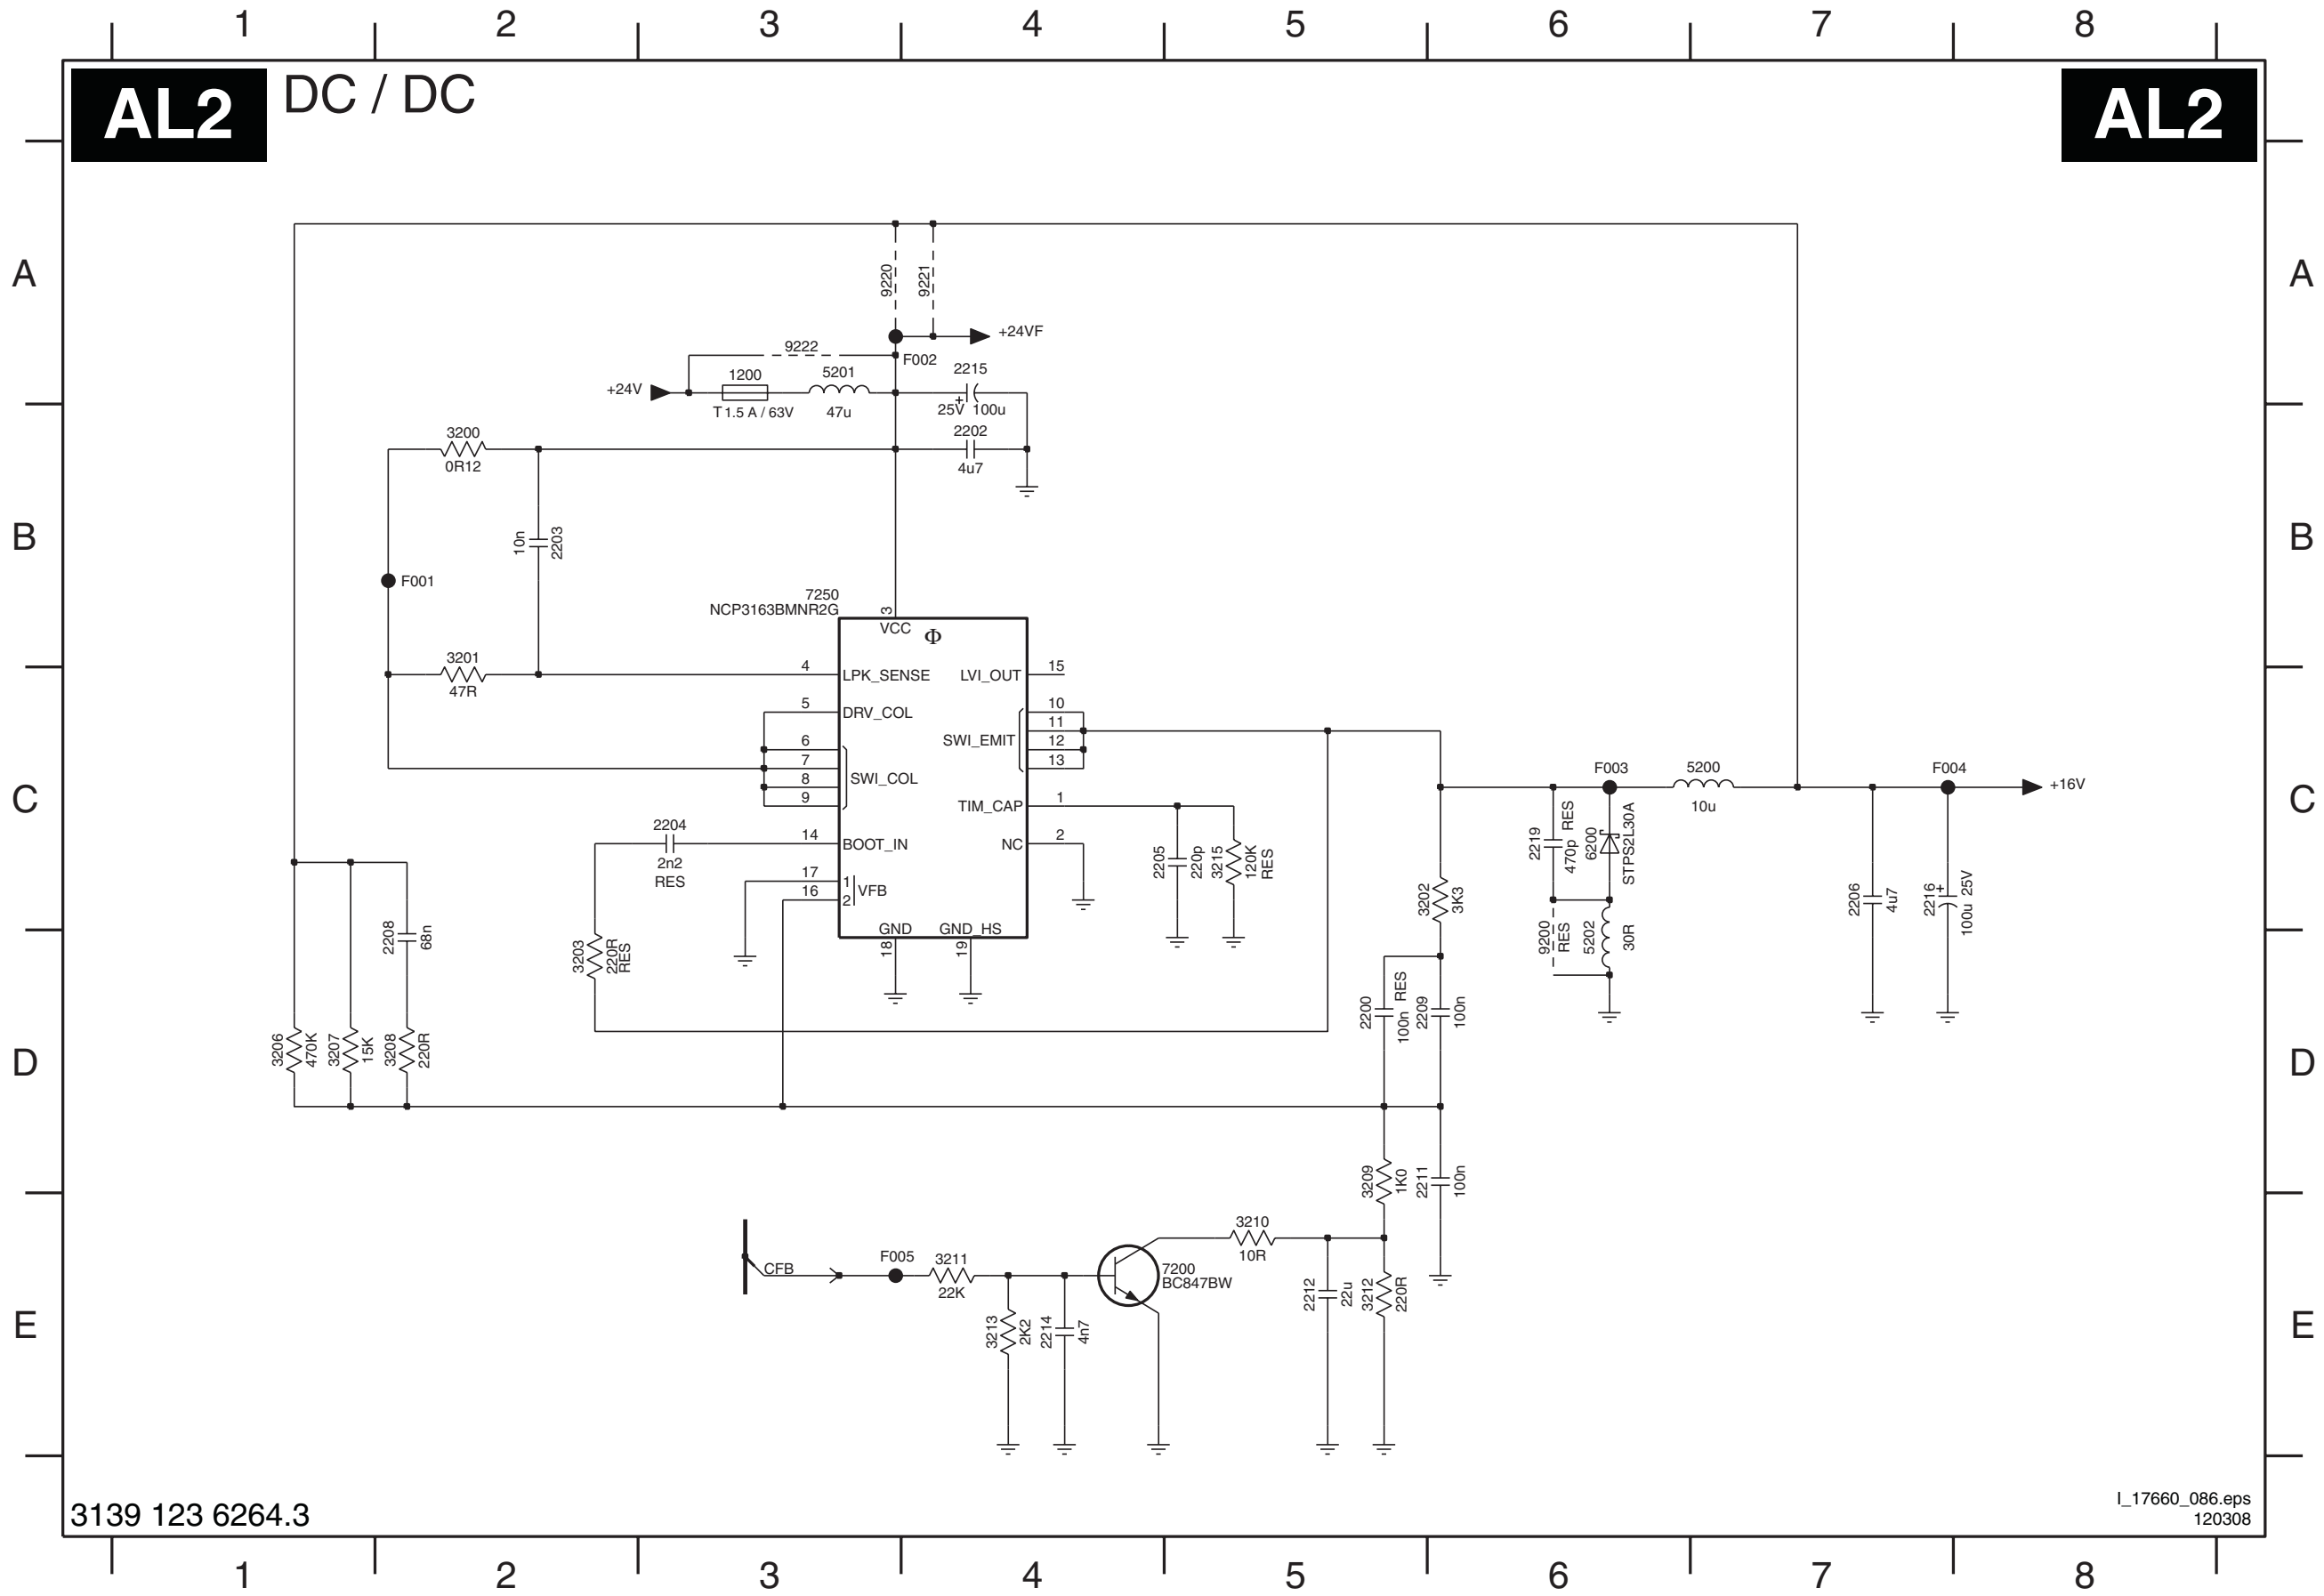 1 2 3 4 5 6 7 8
AL2 DC / DC AL2
A A
9220
9221
+24VF
9222
F002
+24V
1200
T 1.5 A / 63V
5201
47u
2215
+
25V 100u
2202
4u7
3200
0R12
10n
2203
B B
F001
7250
NCP3163BMNR2G
3
VCC
Φ
3201
47R
4 LPK_SENSE
LVI_OUT 15
5 DRV_COL
10
11
SWI_EMIT
12
13
6
7
SWI_COL
8
9
TIM_CAP 1
14 BOOT_IN
NC 2
17 1
VFB
16 2
GND GND_HS
18 19
2204
2n2
RES
3203
220R
RES
2205
220p
3215
120K
RES
C C
F003
5200
10u
F004
+16V
2219
470p RES
6200
STPS2L30A
9200
RES
5202
30R
2206
4u7
2216
+
100u 25V
3202
3K3
2208
68n
2200
100n RES
2209
100n
D D
3206
470K
3207
15K
3208
220R
3209
1K0
2211
100n
CFB
F005
3211
22K
3213
2K2
2214
4n7
7200
BC847BW
3210
10R
2212
22u
3212
220R
E E
3139 123 6264.3
I_17660_086.eps
120308
1 2 3 4 5 6 7 8